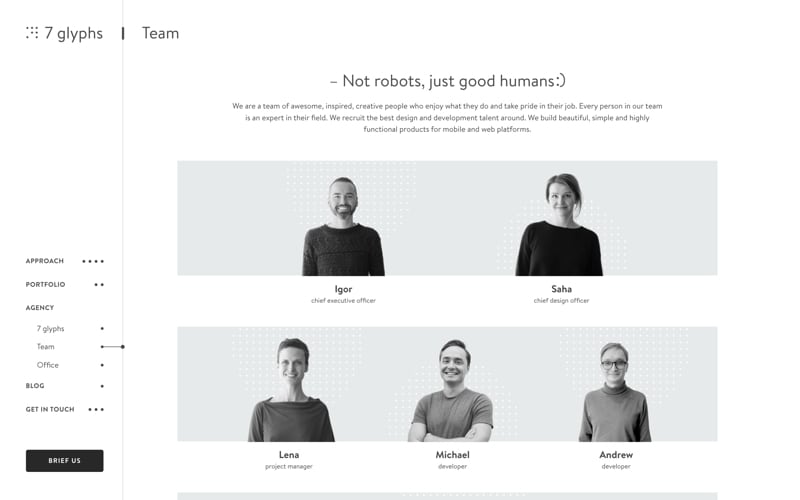 7 glyphs
Team
– Not robots, just good humans:)
We are a team of awesome, inspired, creative people who enjoy what they do and take pride in their job. Every person in our team
is an expert in their field. We recruit the best design and development talent around. We build beautiful, simple and highly
functional products for mobile and web platforms.
Igor
chief executive officer
Saha
chief design officer
APPROACH
PORTFOLIO
AGENCY
7 glyphs
Team
Office
BLOG
GET IN TOUCH
BRIEF US
Lena
project manager
Michael
developer
Andrew
developer